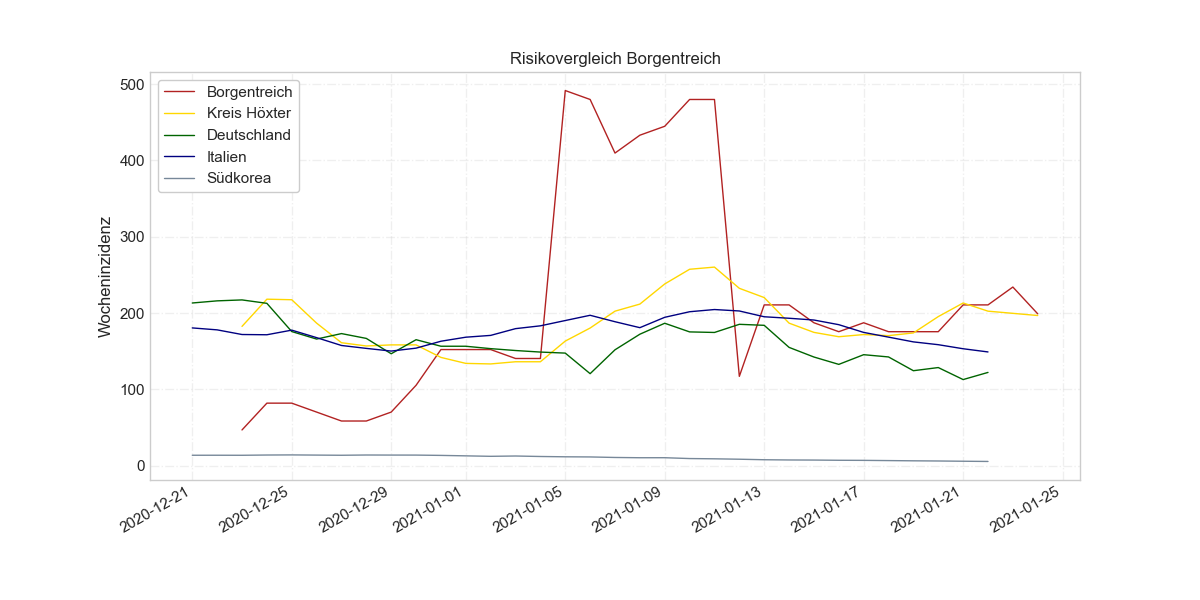 Risikovergleich Borgentreich
Wocheninzidenz
500
400
300
200
100
0
Borgentreich
Kreis Höxter
Deutschland
Italien
Südkorea
2020-12-21
2020-12-25
2020-12-29
2021-01-01
2021-01-05
2021-01-09
2021-01-13
2021-01-17
2021-01-21
2021-01-25